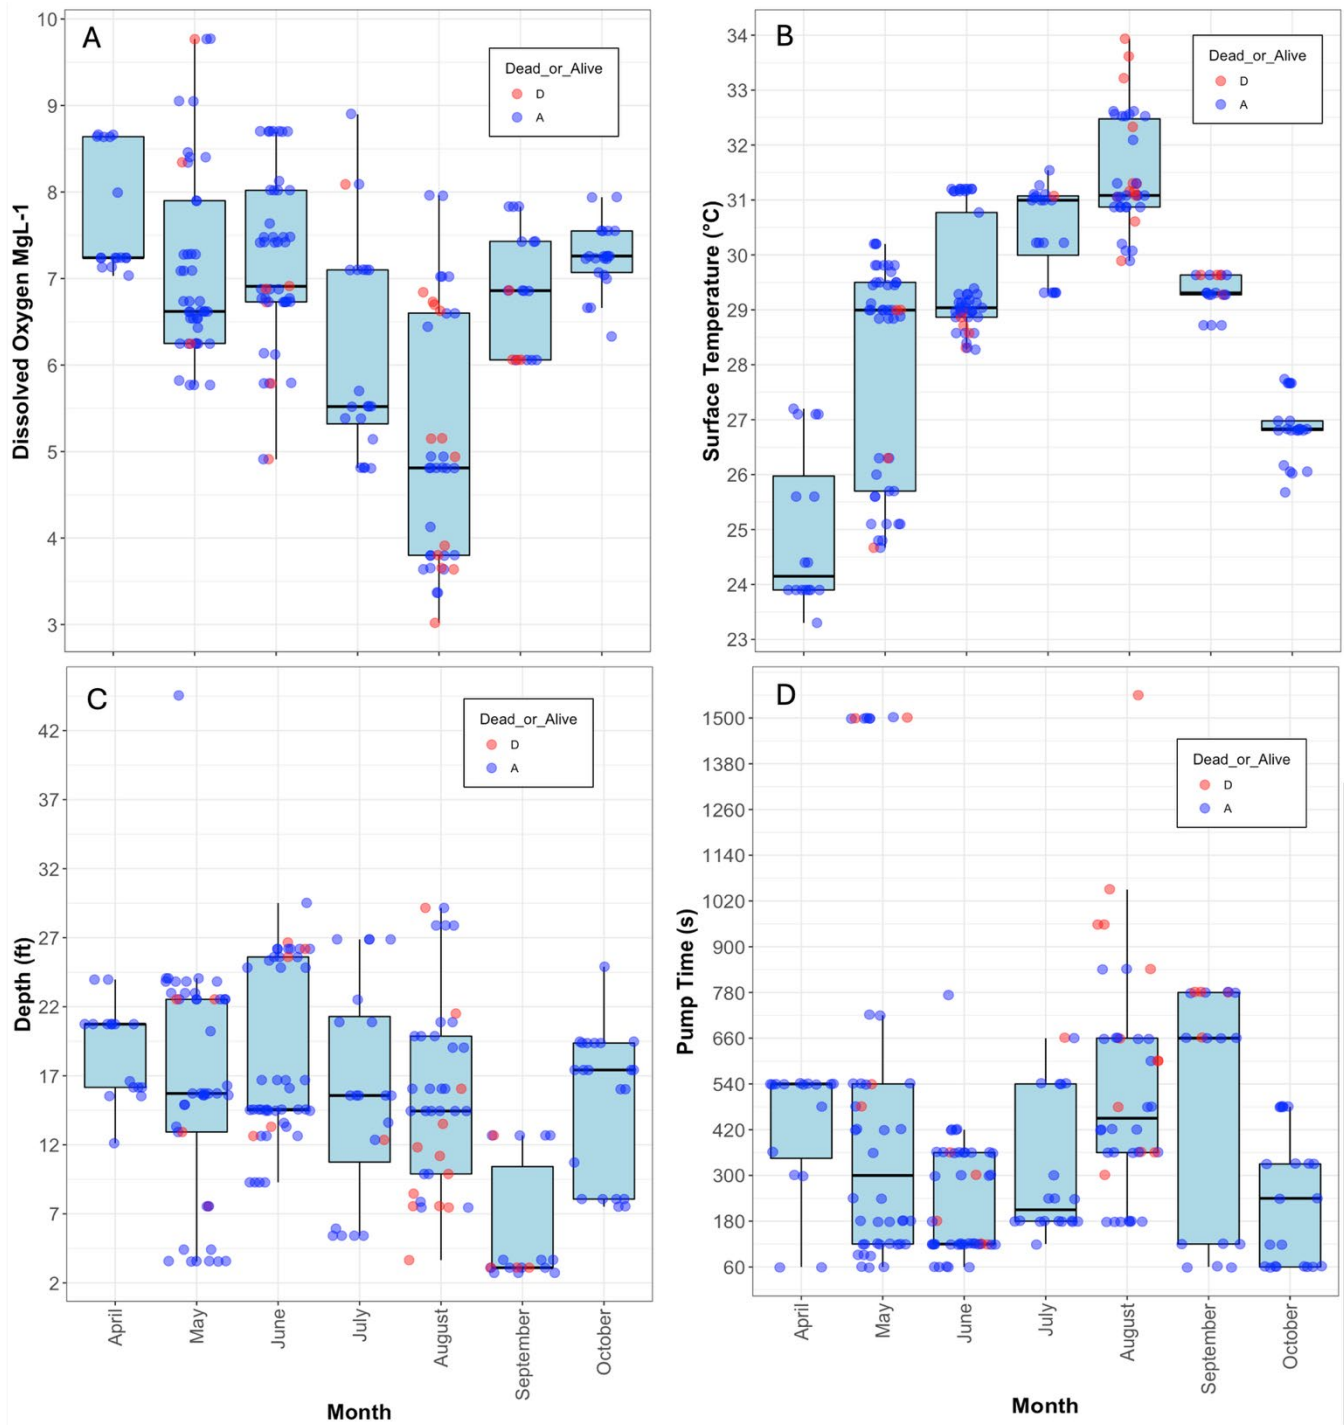 A
Dissolved Oxygen MgL-1
10
9
8
7
6
5
4
3
Dead_or_Alive
D
A
B
Surface Temperature (°C)
34
33
32
31
30
29
28
27
26
25
24
23
Dead_or_Alive
D
A
C
Depth (ft)
42
37
32
27
22
17
12
7
2
Dead_or_Alive
D
A
April
May
June
July
August
September
October
Month
D
Pump Time (s)
1500
1380
1260
1140
1020
900
780
660
540
420
300
180
60
Dead_or_Alive
D
A
April
May
June
July
August
September
October
Month